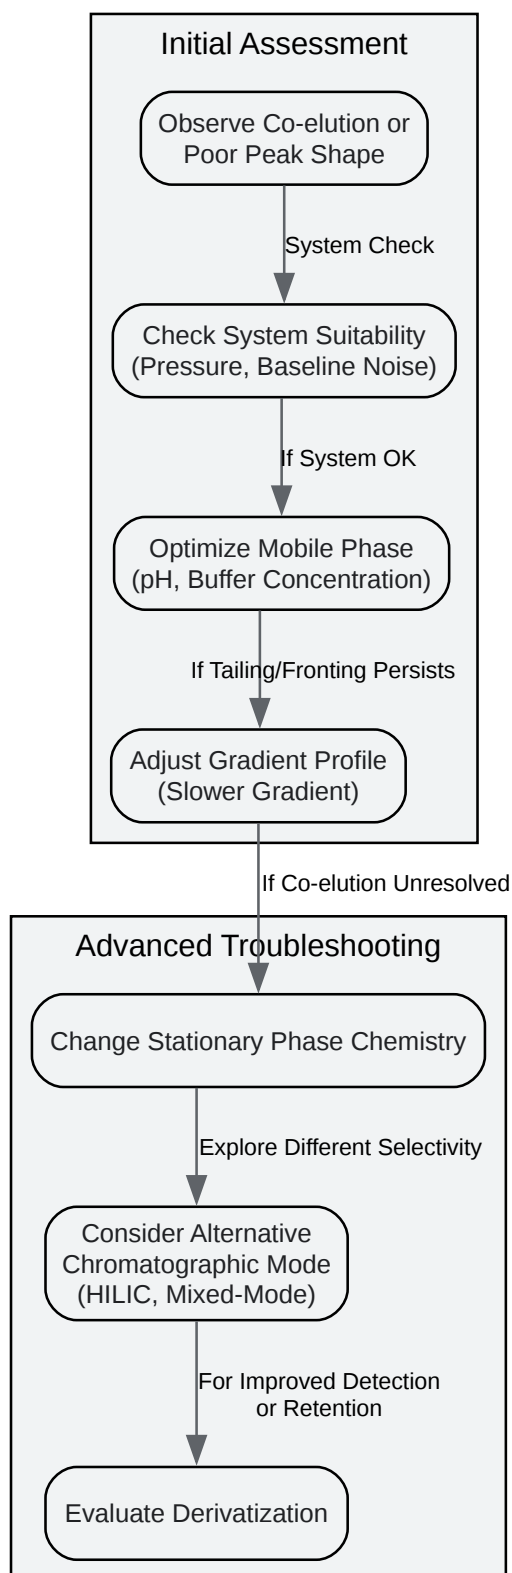 Initial Assessment
Observe Co-elution or
Poor Peak Shape
System Check
Check System Suitability
(Pressure, Baseline Noise)
If System OK
Optimize Mobile Phase
(pH, Buffer Concentration)
If Tailing/Fronting Persists
Adjust Gradient Profile
(Slower Gradient)
If Co-elution Unresolved
Advanced Troubleshooting
Change Stationary Phase Chemistry
Explore Different Selectivity
Consider Alternative
Chromatographic Mode
(HILIC, Mixed-Mode)
For Improved Detection
or Retention
Evaluate Derivatization